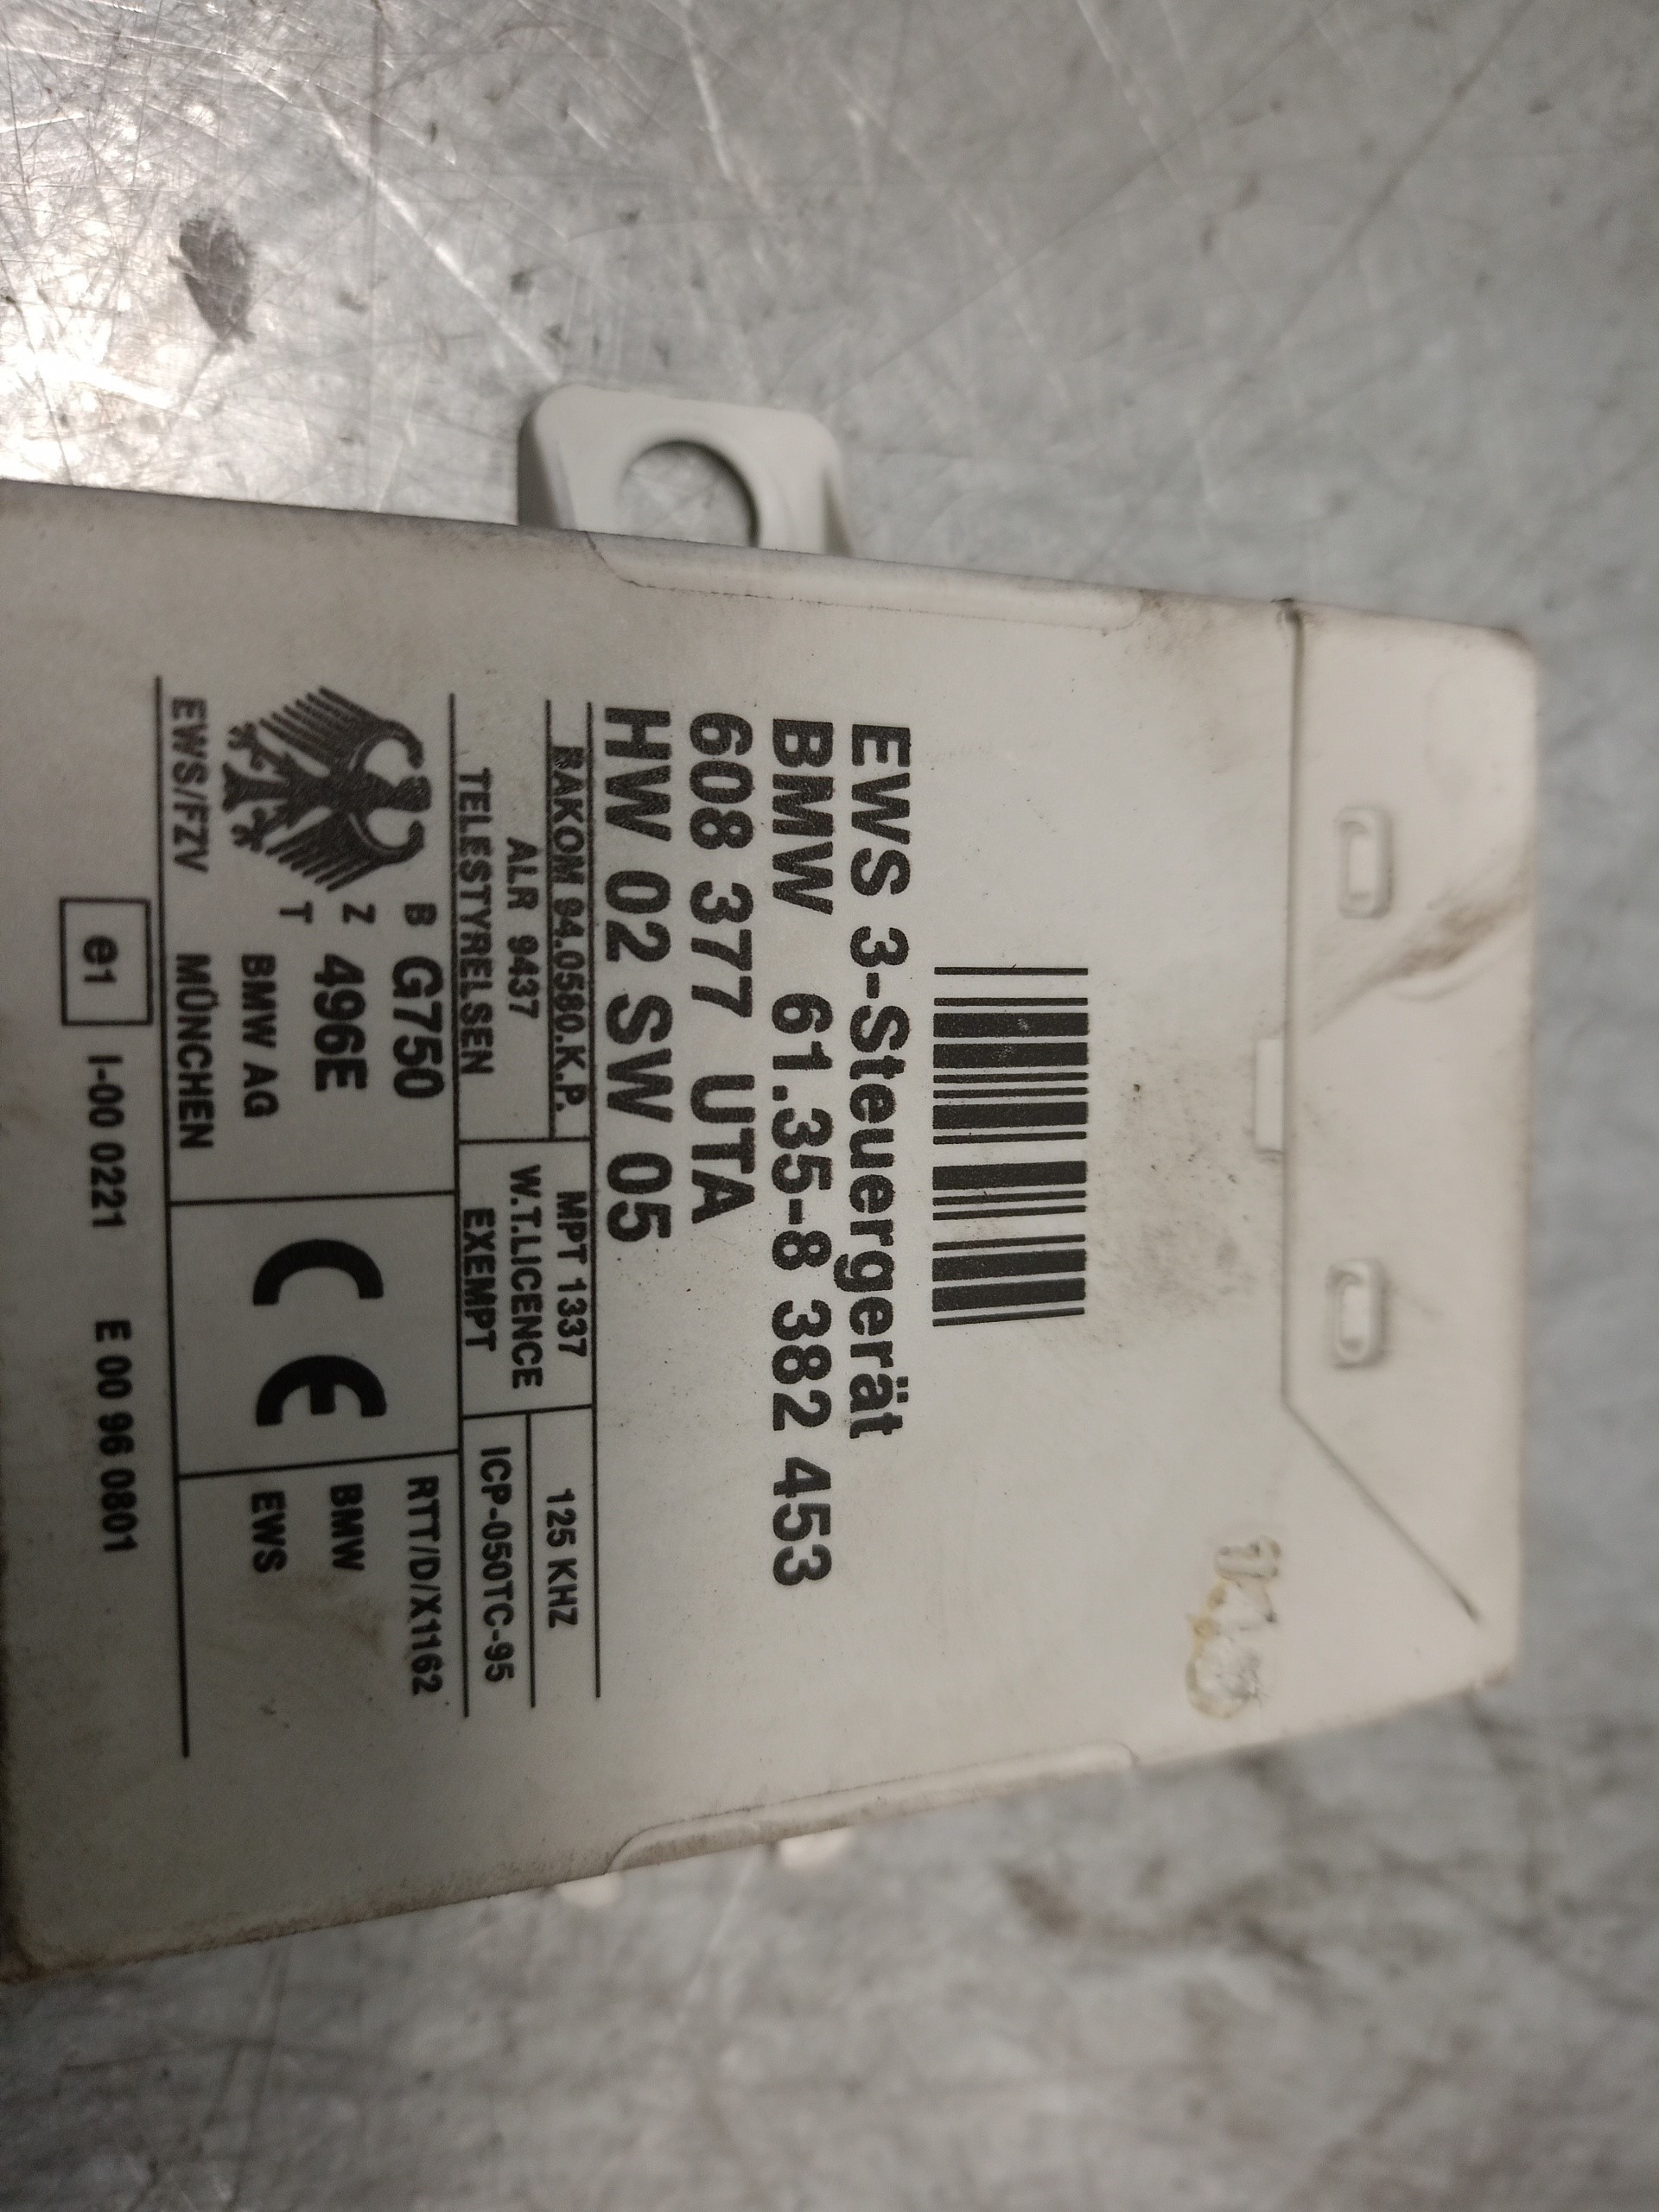 EWS 3-Steuergerät
BMW 61.35-8 382 453
608 377 UTA
HW 02 SW 05
BAKOM 94.0580.K.P.
ALR 9437
TELESTYRELSEN
MPT 1337
W.T.LICENCE
EXEMPT
125 KHZ
ICP-050TC-95
B G750
Z 496E
T BMW AG
EWS/FZV MÜNCHEN
CE
RTT/D/X1162
BMW
EWS
e1 I-00 0221 E 00 96 0801